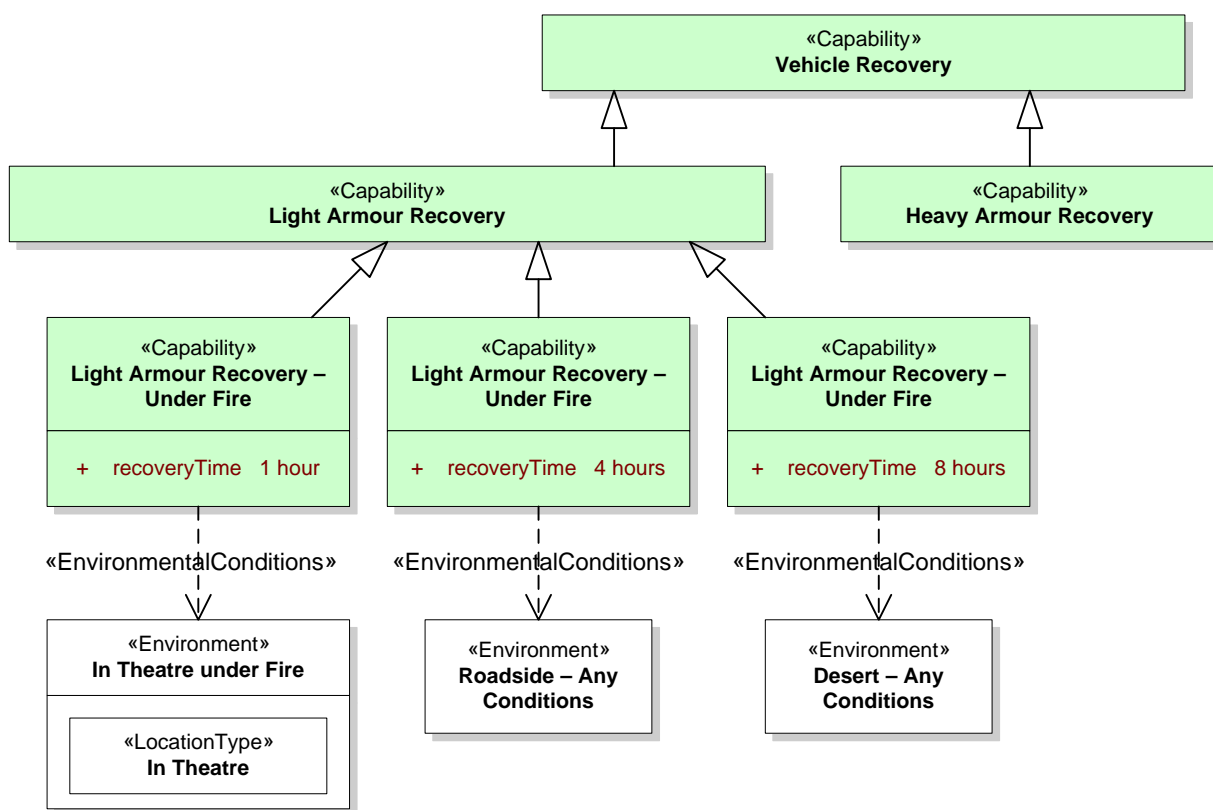 «Capability»
Vehicle Recovery
«Capability»
Light Armour Recovery
«Capability»
Heavy Armour Recovery
«Capability»
Light Armour Recovery –
Under Fire
+ recoveryTime 1 hour
«Capability»
Light Armour Recovery –
Under Fire
+ recoveryTime 4 hours
«Capability»
Light Armour Recovery –
Under Fire
+ recoveryTime 8 hours
«EnvironmentalConditions»
«EnvironmentalConditions»
«EnvironmentalConditions»
«Environment»
In Theatre under Fire
«LocationType»
In Theatre
«Environment»
Roadside – Any
Conditions
«Environment»
Desert – Any
Conditions